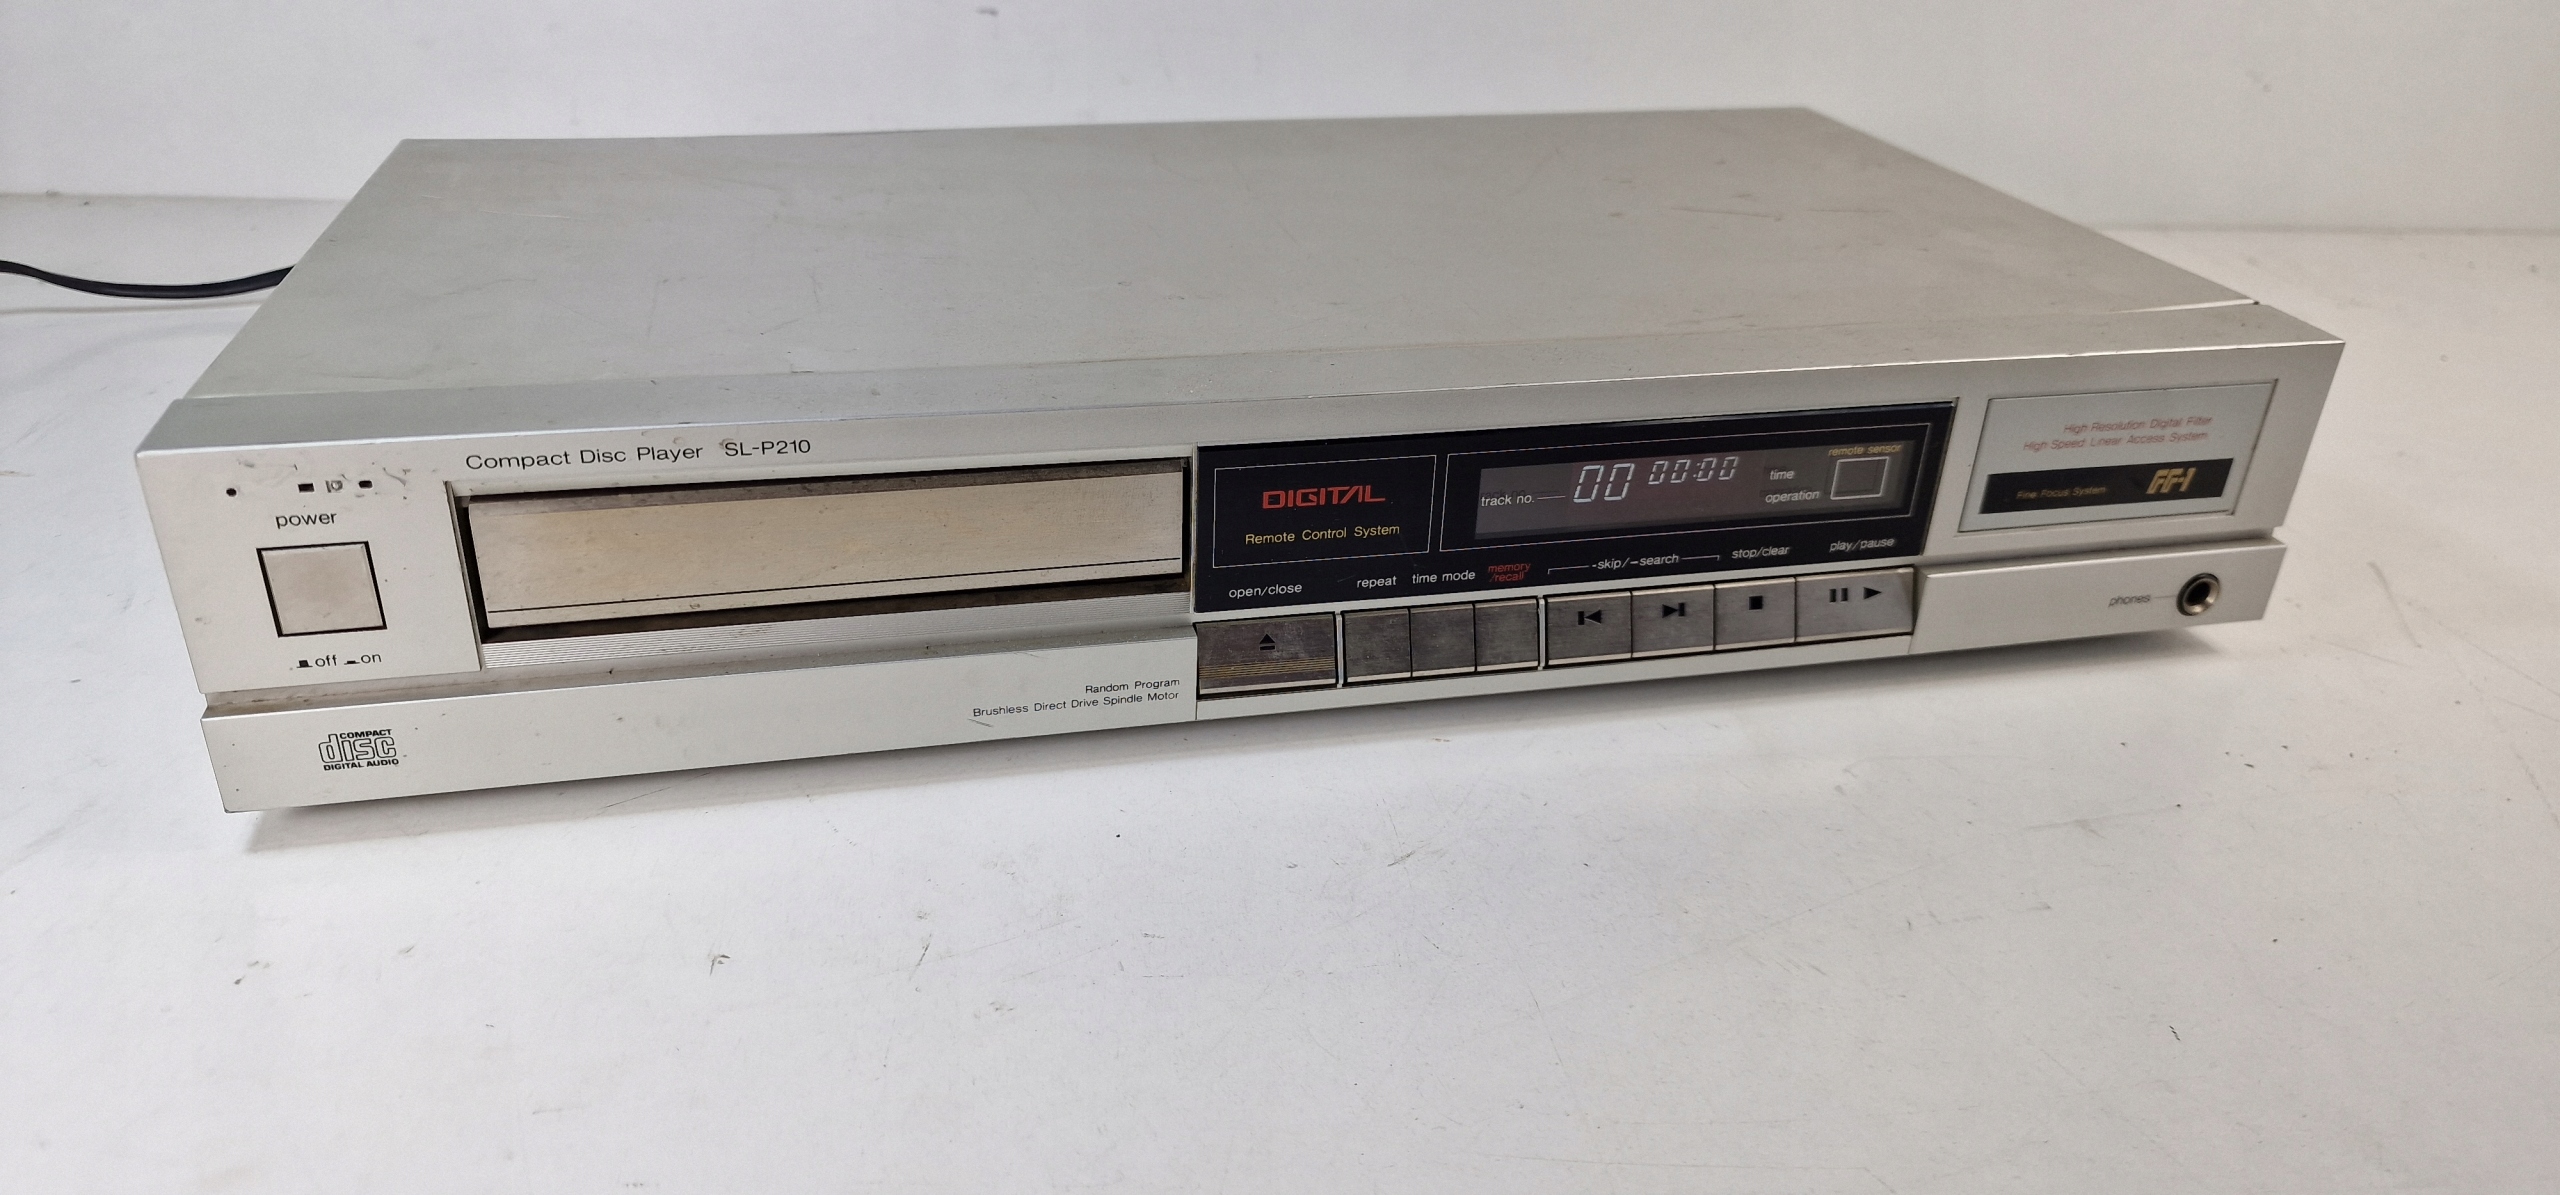 Compact Disc Player SL-P210
power
off on
COMPACT
disc
DIGITAL AUDIO
Random Program
Brushless Direct Drive Spindle Motor
DIGITAL
Remote Control System
track no. 00 00:00
time
operation
remote sensor
open/close
repeat
time mode
memory
/recall
-skip/-search
stop/clear
play/pause
High Resolution Digital Filter
High Speed Linear Access System
Fine Focus System FF-1
phones